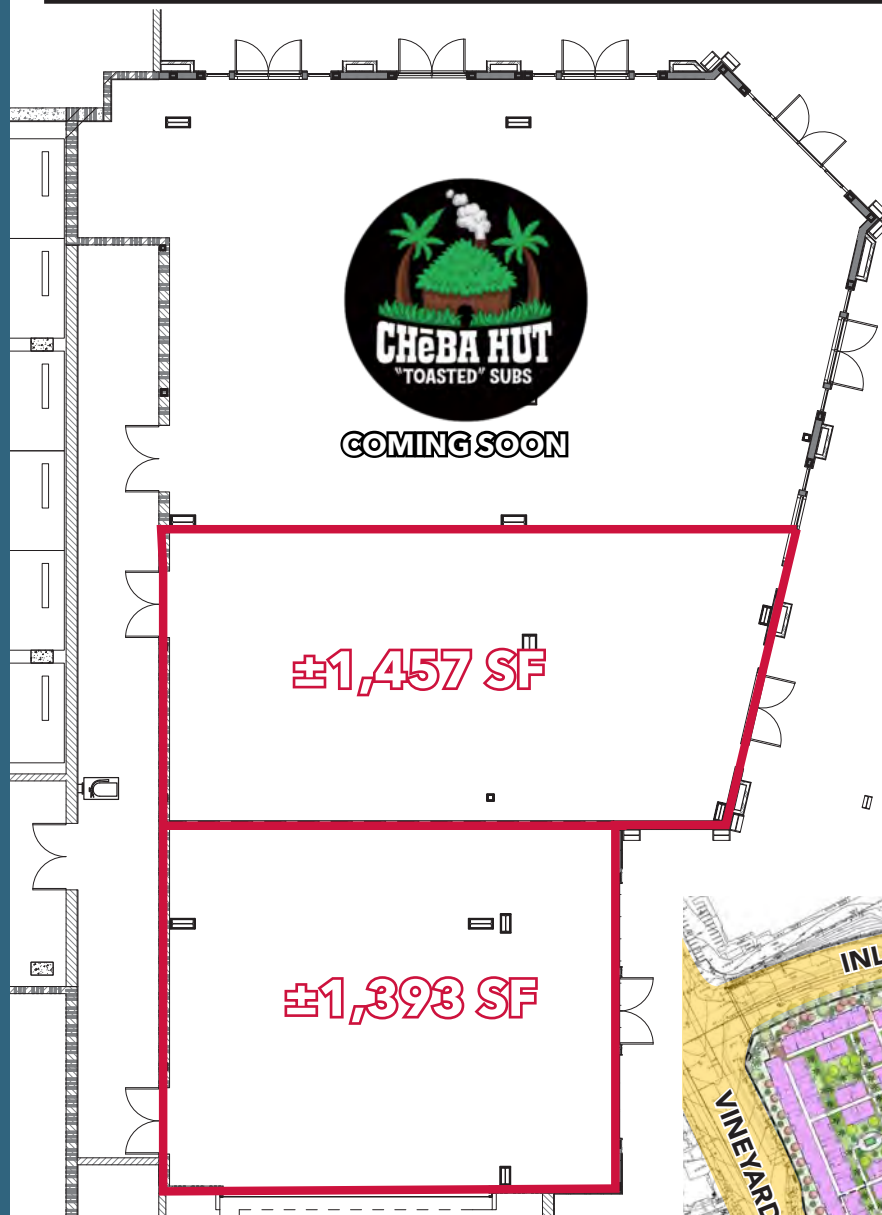 CHēBA HUT
"TOASTED" SUBS
COMING SOON
±1,457 SF
±1,393 SF
INL
VINEYARD